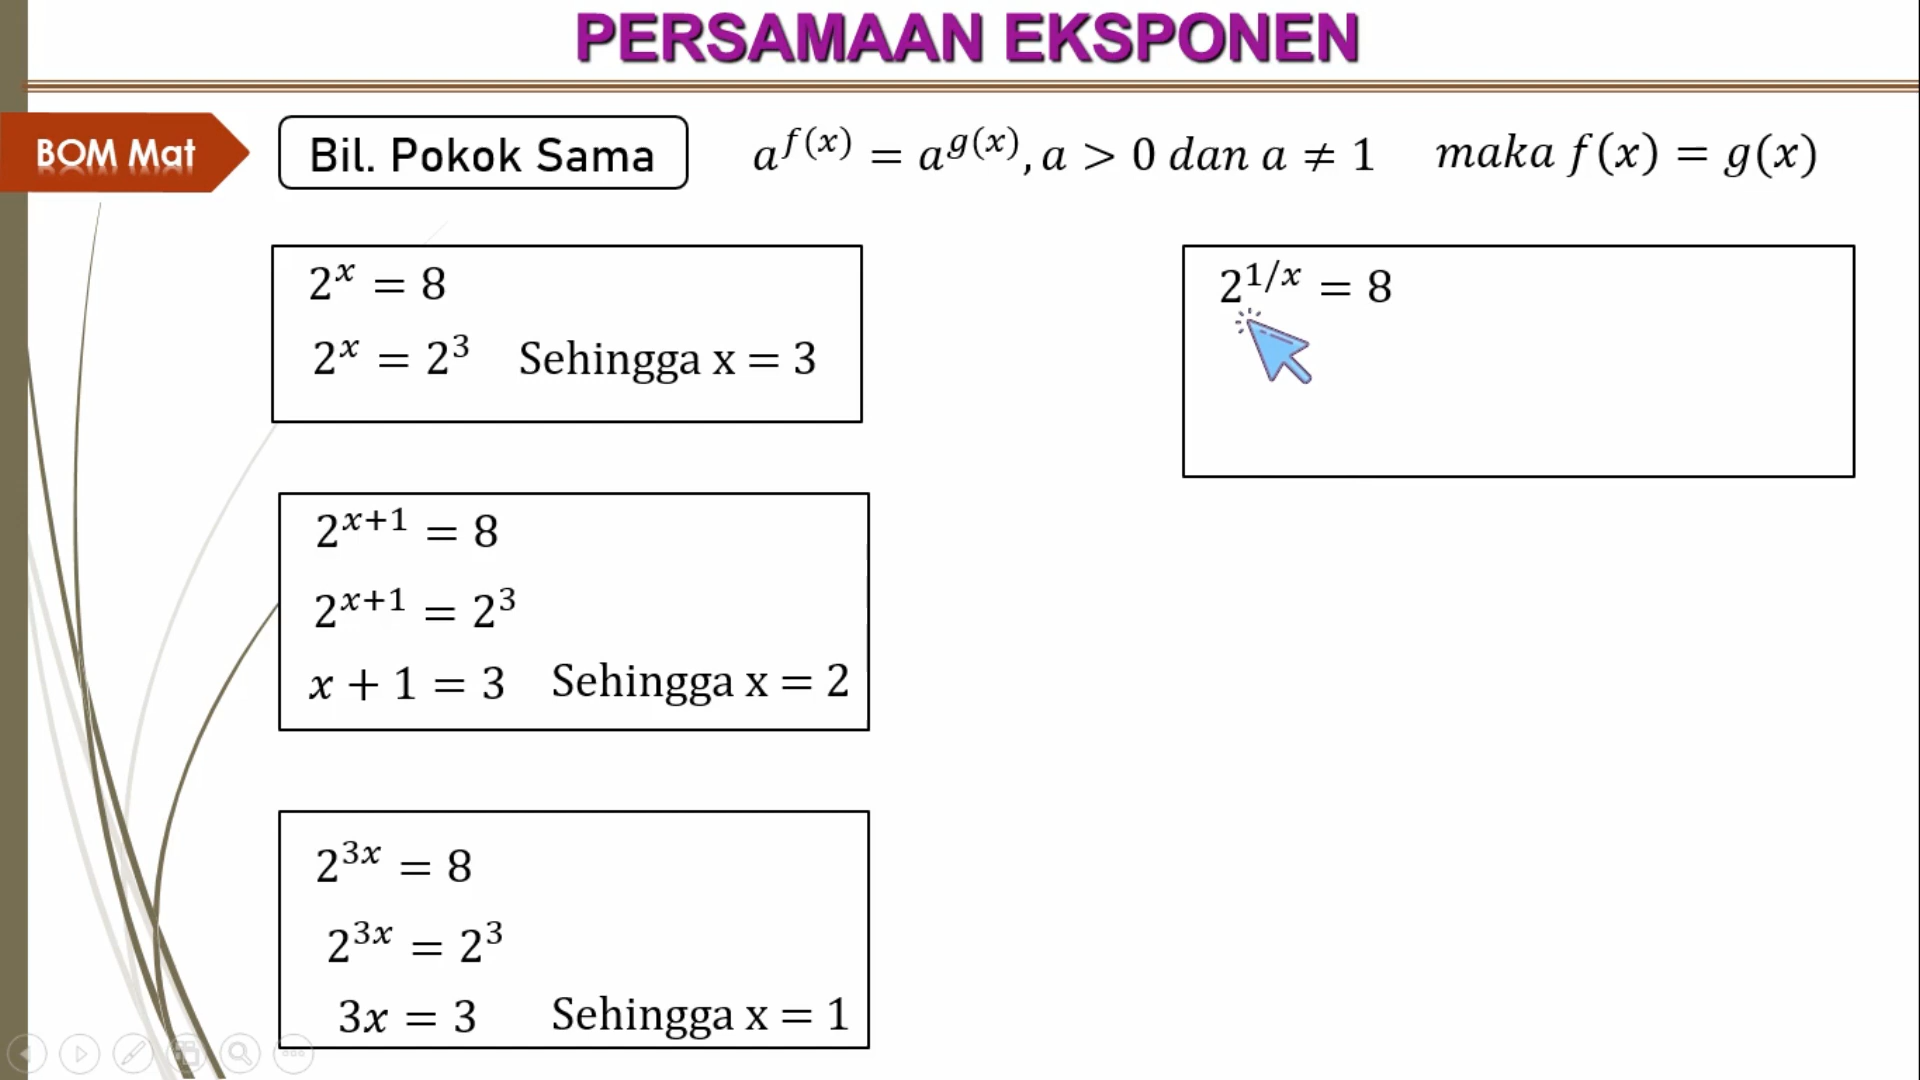 PERSAMAAN EKSPONEN
BOM Mat
Bil. Pokok Sama
a^{f(x)} = a^{g(x)}, a > 0 dan a ≠ 1 maka f(x) = g(x)
2^x = 8
2^x = 2^3 Sehingga x = 3
2^{x+1} = 8
2^{x+1} = 2^3
x + 1 = 3 Sehingga x = 2
2^{3x} = 8
2^{3x} = 2^3
3x = 3 Sehingga x = 1
2^{1/x} = 8